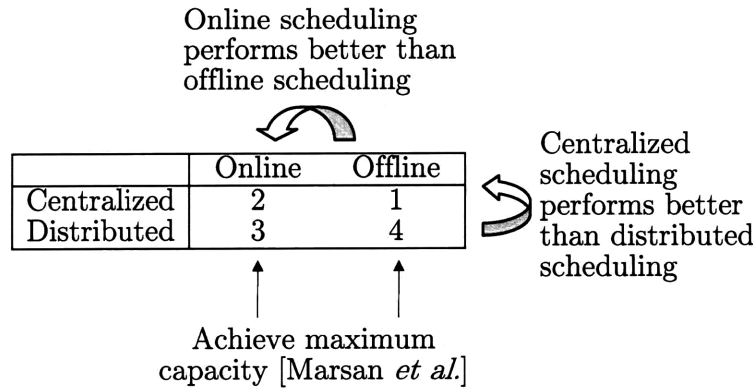 Online scheduling
performs better than
offline scheduling
Online Offline
Centralized 2 1
Distributed 3 4
Centralized
scheduling
performs better
than distributed
scheduling
Achieve maximum
capacity [Marsan et al.]